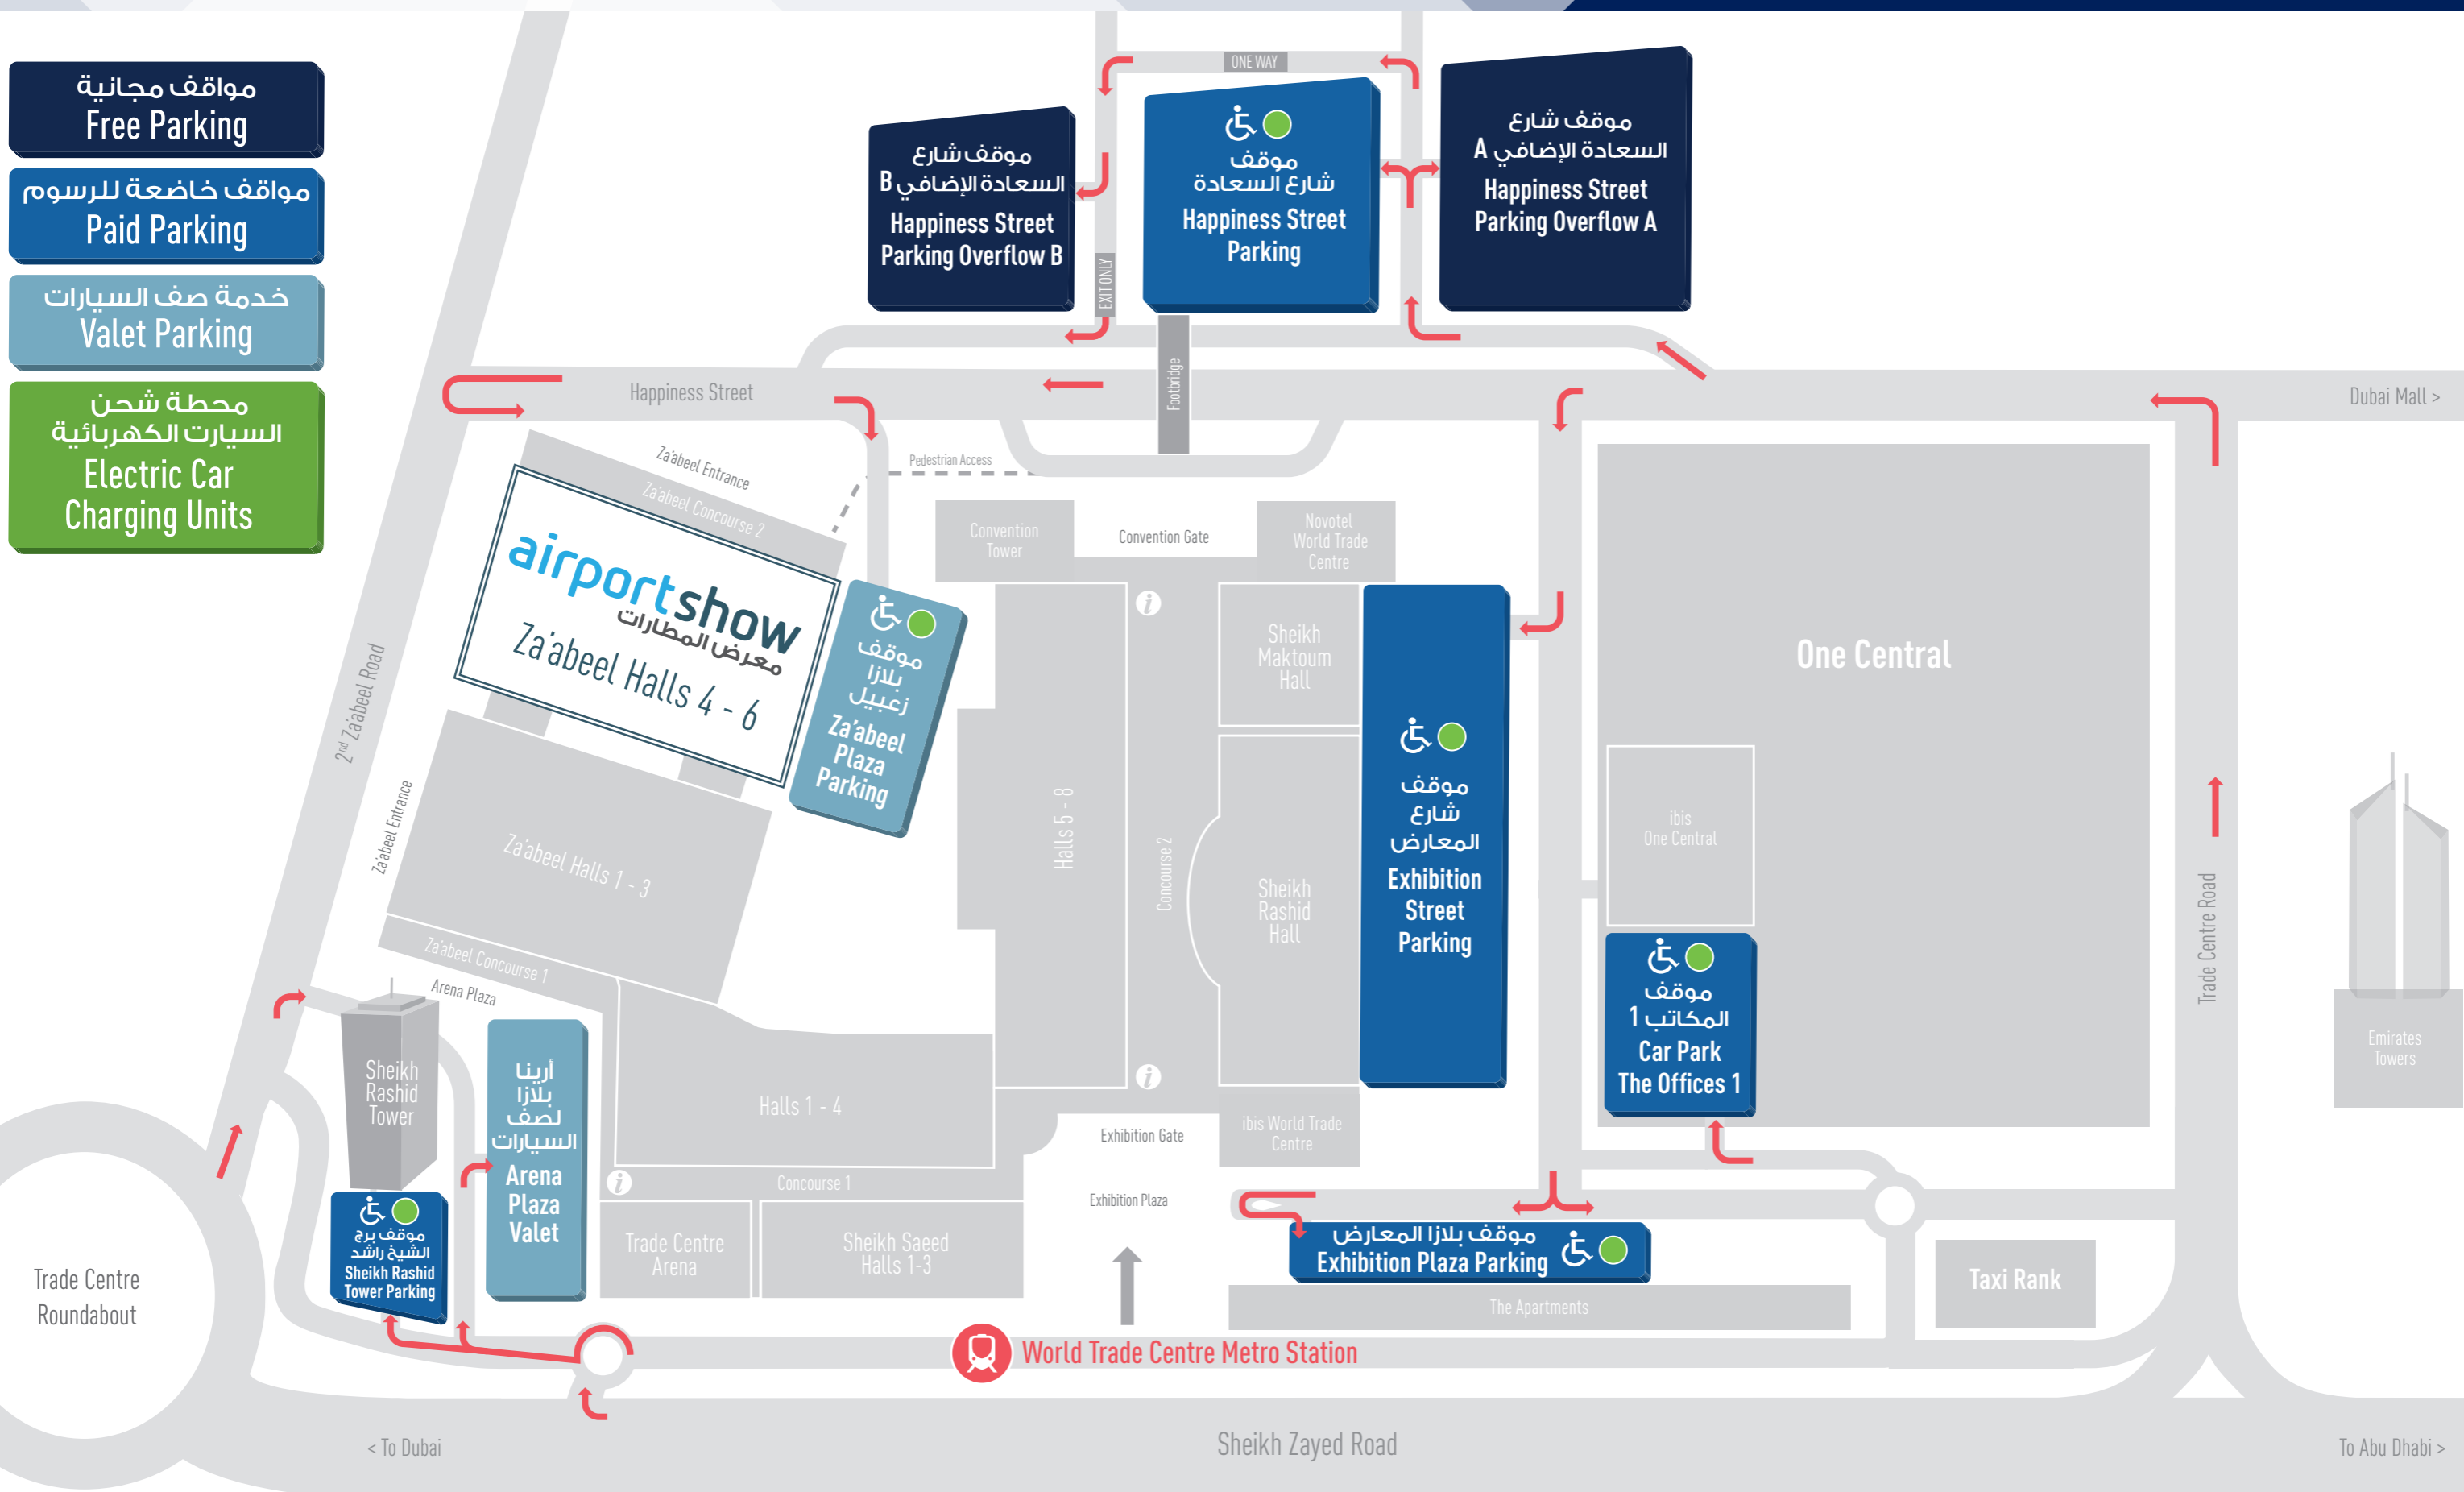 مواقف مجانية
Free Parking
مواقف خاضعة للرسوم
Paid Parking
خدمة صف السيارات
Valet Parking
محطة شحن
السيارت الكهربائية
Electric Car
Charging Units
ONE WAY
موقف شارع
السعادة الإضافي B
Happiness Street
Parking Overflow B
EXIT ONLY
موقف
شارع السعادة
Happiness Street
Parking
موقف شارع
السعادة الإضافي A
Happiness Street
Parking Overflow A
Happiness Street
Footbridge
Dubai Mall >
Za'abeel Entrance
Za'abeel Concourse 2
Pedestrian Access
airportshow
معرض المطارات
Za'abeel Halls 4 - 6
موقف
بلازا
زعبيل
Za'abeel
Plaza
Parking
Convention
Tower
Convention Gate
Novotel
World Trade
Centre
i
Sheikh
Maktoum
Hall
One Central
2nd Za'abeel Road
Za'abeel Entrance
Za'abeel Halls 1 - 3
Za'abeel Concourse 1
Arena Plaza
Halls 5 - 8
Concourse 2
Sheikh
Rashid
Hall
موقف
شارع
المعارض
Exhibition
Street
Parking
ibis
One Central
موقف
المكاتب 1
Car Park
The Offices 1
Trade Centre Road
Emirates
Towers
Sheikh
Rashid
Tower
أرينا
بلازا
لصف
السيارات
Arena
Plaza
Valet
Halls 1 - 4
i
Exhibition Gate
ibis World Trade
Centre
i
Concourse 1
Exhibition Plaza
موقف برج
الشيخ راشد
Sheikh Rashid
Tower Parking
Trade Centre
Arena
Sheikh Saeed
Halls 1-3
موقف بلازا المعارض
Exhibition Plaza Parking
The Apartments
Taxi Rank
Trade Centre
Roundabout
World Trade Centre Metro Station
< To Dubai
Sheikh Zayed Road
To Abu Dhabi >